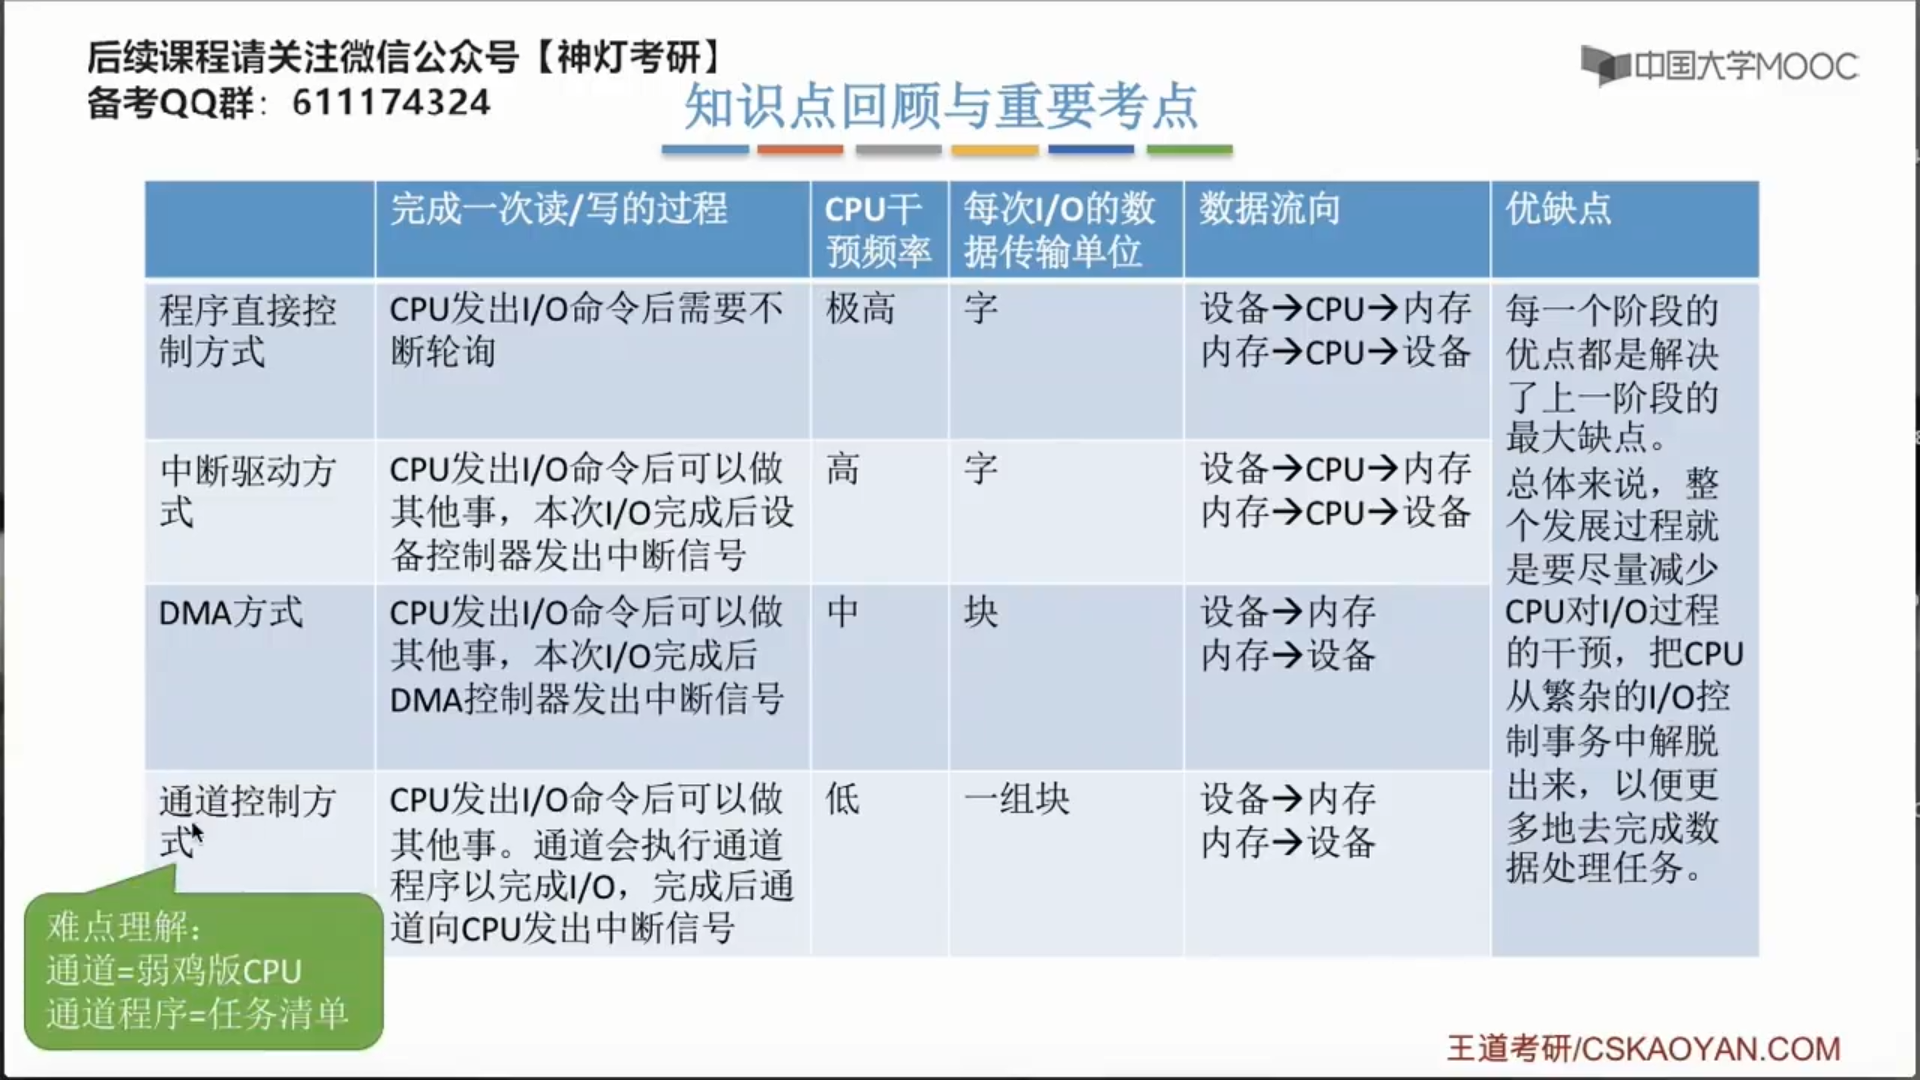 后续课程请关注微信公众号【神灯考研】
备考QQ群：611174324
中国大学MOOC
知识点回顾与重要考点
完成一次读/写的过程
CPU干
预频率
每次I/O的数
据传输单位
数据流向
优缺点
程序直接控
制方式
CPU发出I/O命令后需要不
断轮询
极高
字
设备→CPU→内存
内存→CPU→设备
每一个阶段的
优点都是解决
了上一阶段的
最大缺点。
总体来说，整
个发展过程就
是要尽量减少
CPU对I/O过程
的干预，把CPU
从繁杂的I/O控
制事务中解脱
出来，以便更
多地去完成数
据处理任务。
中断驱动方
式
CPU发出I/O命令后可以做
其他事，本次I/O完成后设
备控制器发出中断信号
高
字
设备→CPU→内存
内存→CPU→设备
DMA方式
CPU发出I/O命令后可以做
其他事，本次I/O完成后
DMA控制器发出中断信号
中
块
设备→内存
内存→设备
通道控制方
式
CPU发出I/O命令后可以做
其他事。通道会执行通道
程序以完成I/O，完成后通
道向CPU发出中断信号
低
一组块
设备→内存
内存→设备
难点理解：
通道=弱鸡版CPU
通道程序=任务清单
王道考研/CSKAOYAN.COM